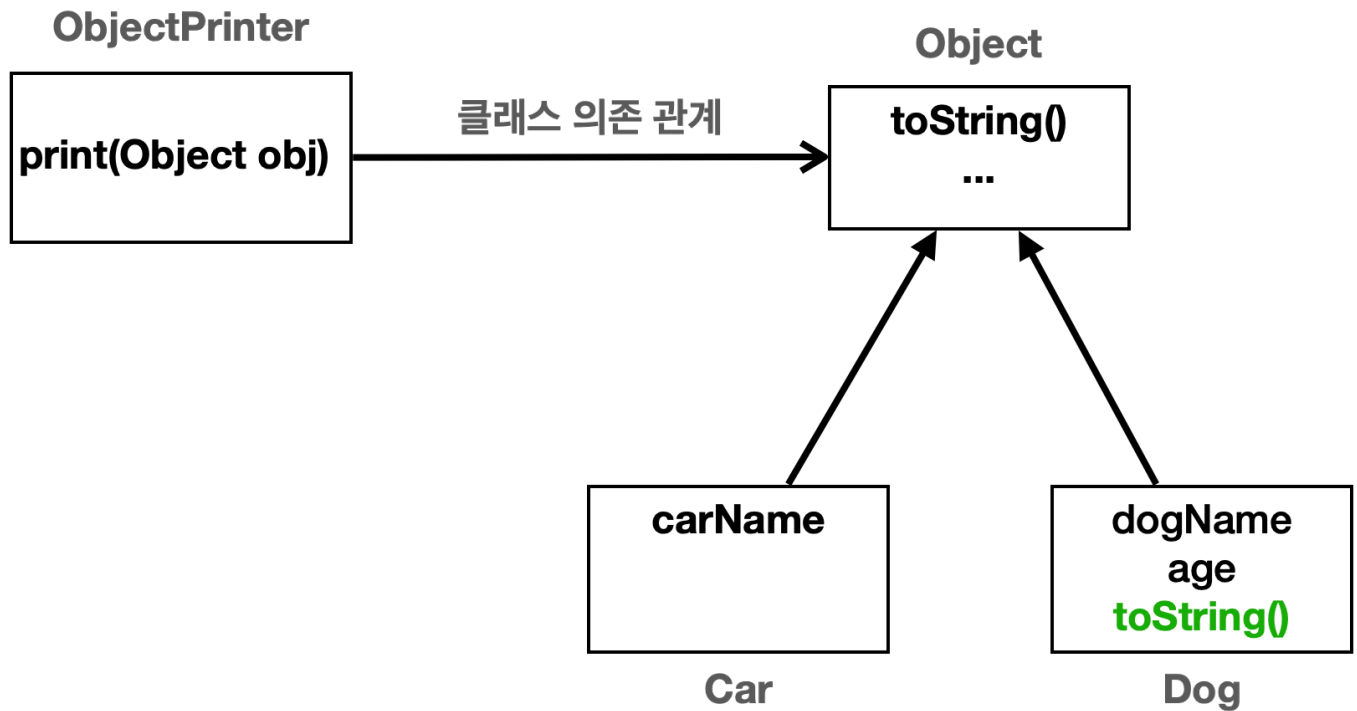 ObjectPrinter
print(Object obj)
클래스 의존 관계
Object
toString()
...
carName
Car
dogName
age
toString()
Dog